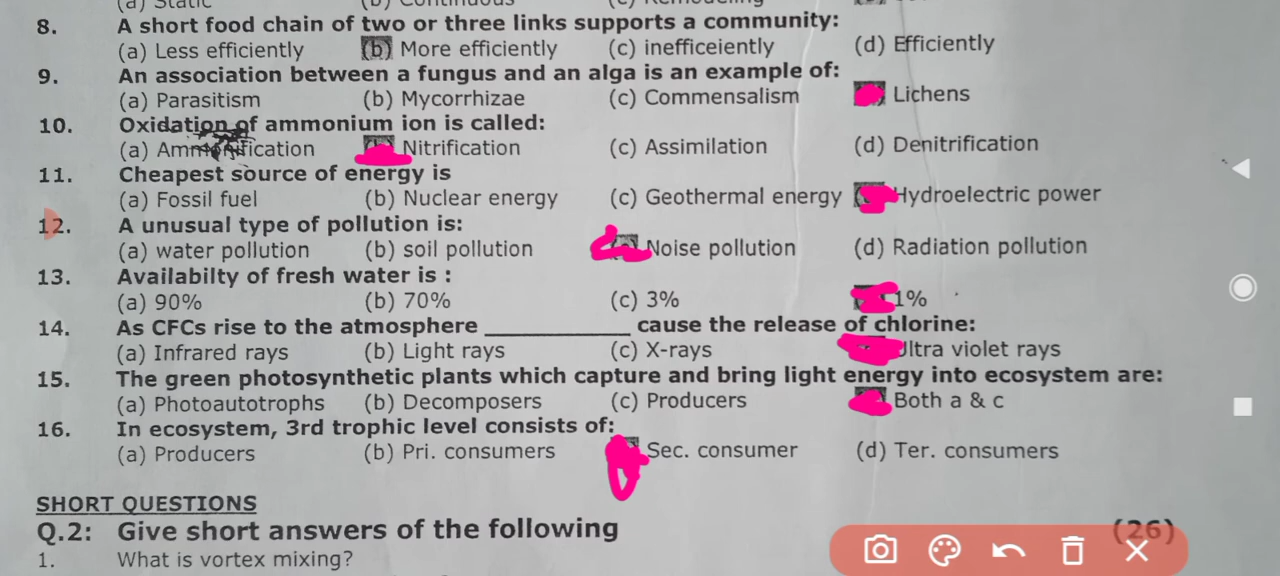 8. A short food chain of two or three links supports a community:
(a) Less efficiently (b) More efficiently (c) inefficeiently (d) Efficiently
9. An association between a fungus and an alga is an example of:
(a) Parasitism (b) Mycorrhizae (c) Commensalism Lichens
10. Oxidation of ammonium ion is called:
(a) Ammonification Nitrification (c) Assimilation (d) Denitrification
11. Cheapest source of energy is
(a) Fossil fuel (b) Nuclear energy (c) Geothermal energy Hydroelectric power
12. A unusual type of pollution is:
(a) water pollution (b) soil pollution Noise pollution (d) Radiation pollution
13. Availabilty of fresh water is :
(a) 90% (b) 70% (c) 3% 1%
14. As CFCs rise to the atmosphere ____________ cause the release of chlorine:
(a) Infrared rays (b) Light rays (c) X-rays Ultra violet rays
15. The green photosynthetic plants which capture and bring light energy into ecosystem are:
(a) Photoautotrophs (b) Decomposers (c) Producers Both a & c
16. In ecosystem, 3rd trophic level consists of:
(a) Producers (b) Pri. consumers Sec. consumer (d) Ter. consumers
SHORT QUESTIONS
Q.2: Give short answers of the following (26)
1. What is vortex mixing?